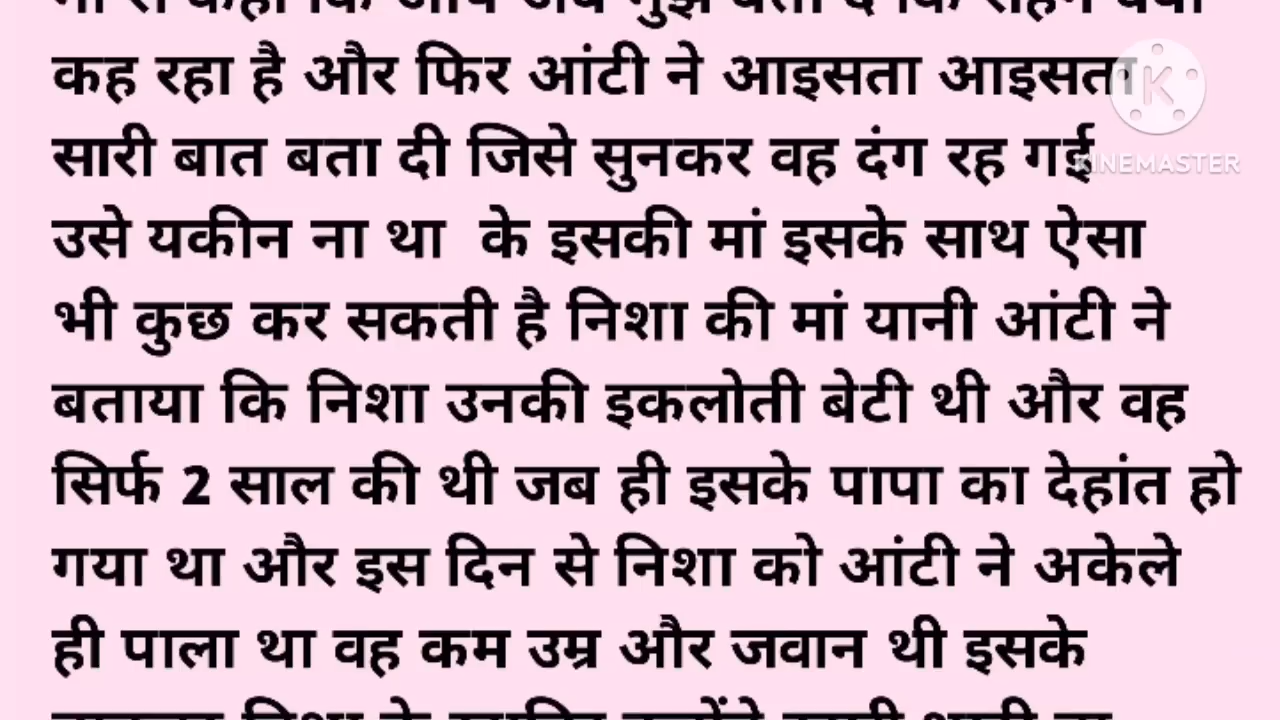 कह रहा है और फिर आंटी ने आइसता आइसता
सारी बात बता दी जिसे सुनकर वह दंग रह गई
KINEMASTER
उसे यकीन ना था के इसकी मां इसके साथ ऐसा
भी कुछ कर सकती है निशा की मां यानी आंटी ने
बताया कि निशा उनकी इकलोती बेटी थी और वह
सिर्फ 2 साल की थी जब ही इसके पापा का देहांत हो
गया था और इस दिन से निशा को आंटी ने अकेले
ही पाला था वह कम उम्र और जवान थी इसके